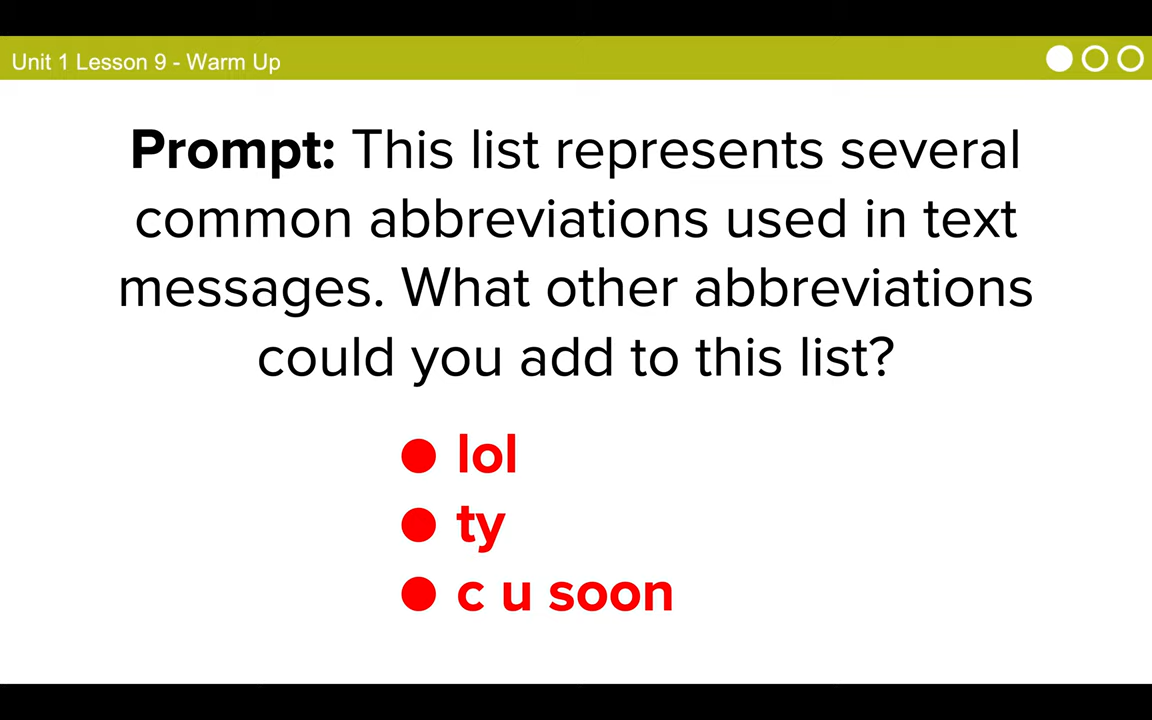 Unit 1 Lesson 9 - Warm Up
Prompt: This list represents several
common abbreviations used in text
messages. What other abbreviations
could you add to this list?
● lol
● ty
● c u soon